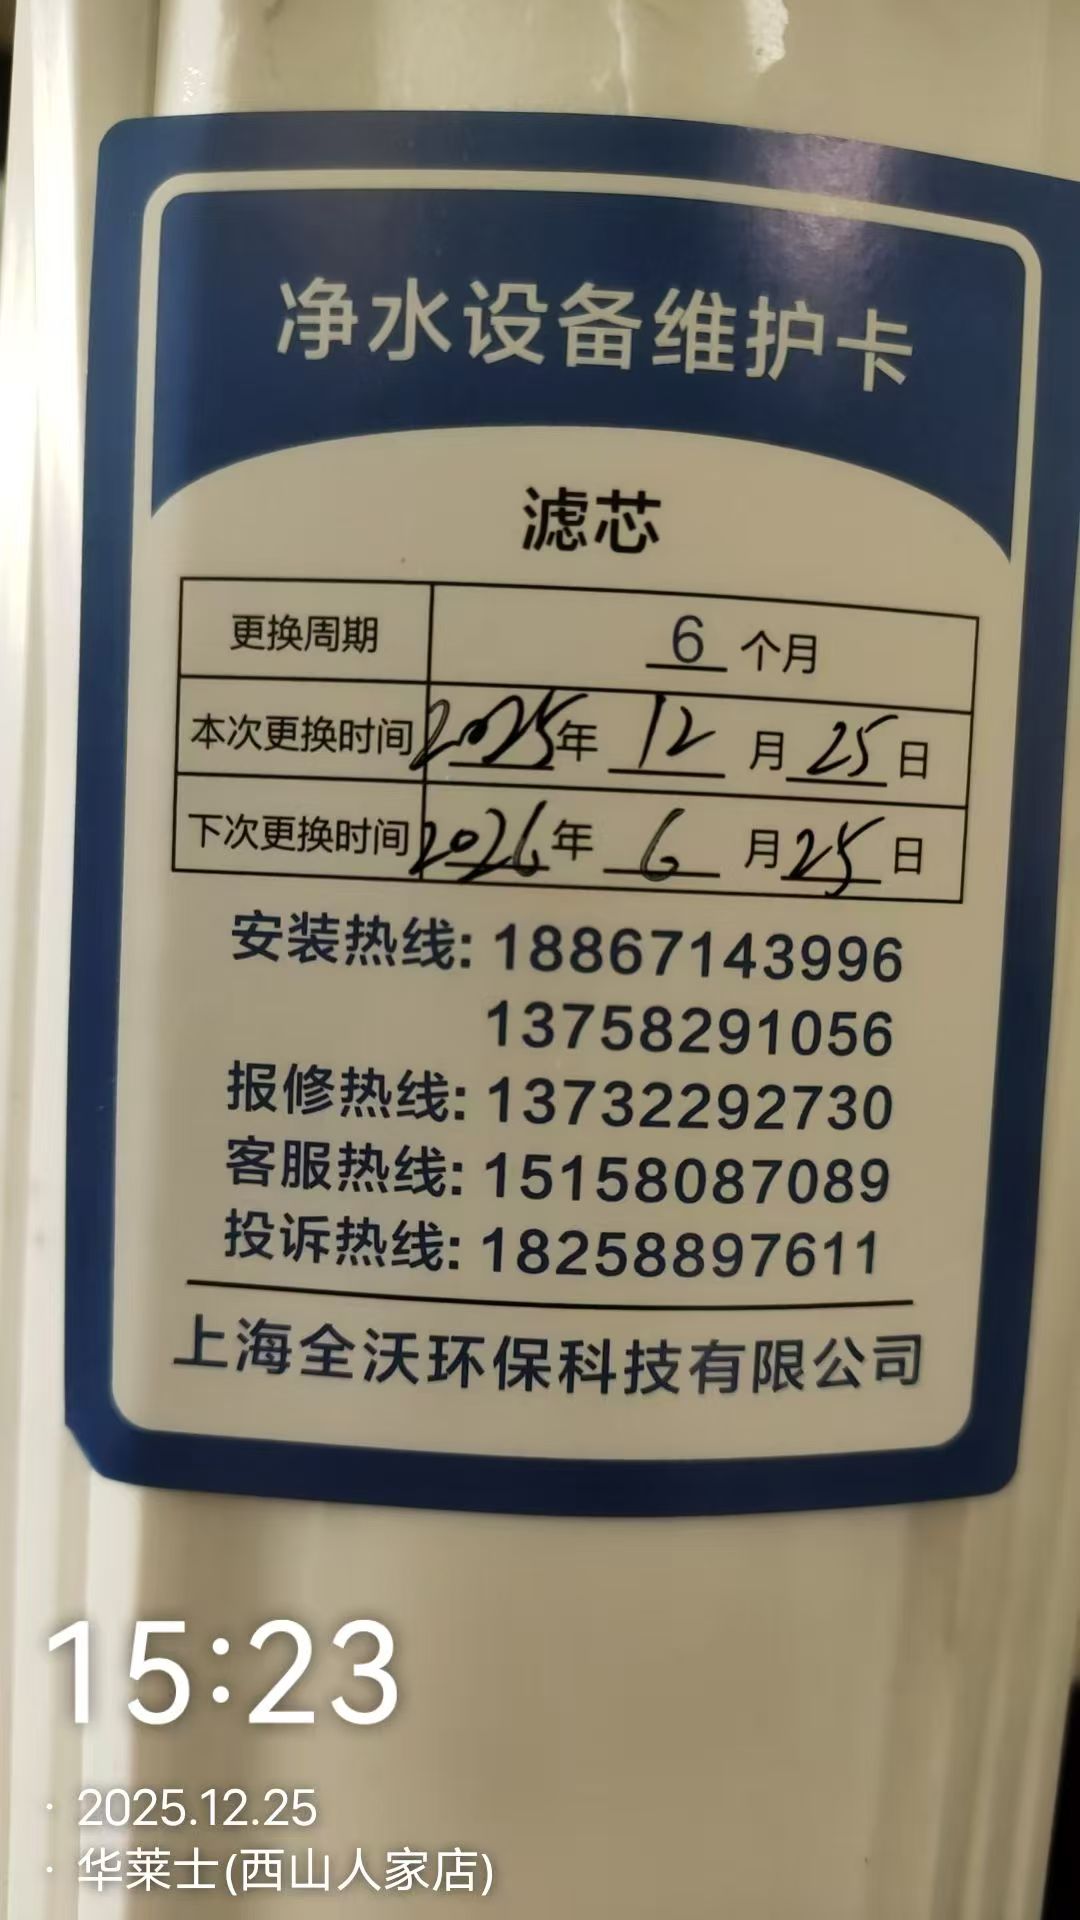 净水设备维护卡
滤芯
更换周期 6 个月
本次更换时间 2025年 12 月 25 日
下次更换时间 2026年 6 月 25 日
安装热线: 18867143996
13758291056
报修热线: 13732292730
客服热线: 15158087089
投诉热线: 18258897611
上海全沃环保科技有限公司
15:23
· 2025.12.25
· 华莱士(西山人家店)